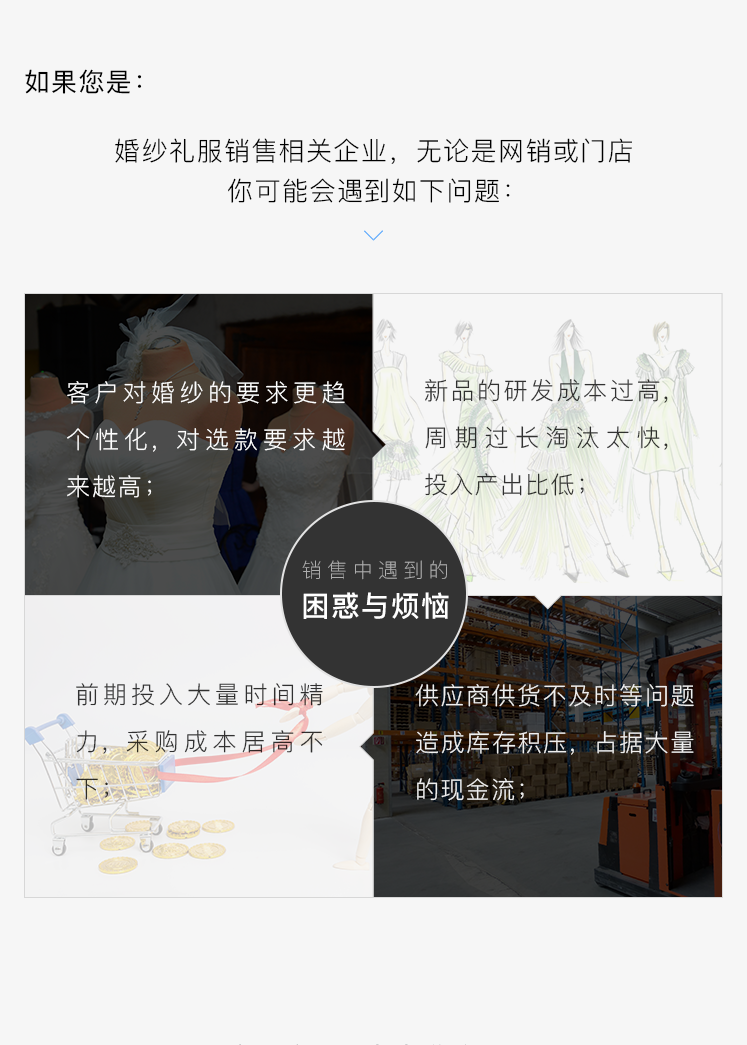 如果您是：
婚纱礼服销售相关企业，无论是网销或门店
你可能会遇到如下问题：
客户对婚纱的要求更趋
个性化，对选款要求越
来越高；
新品的研发成本过高，
周期过长淘汰太快，
投入产出比低；
销售中遇到的
困惑与烦恼
前期投入大量时间精
力，采购成本居高不
下；
供应商供货不及时等问题
造成库存积压，占据大量
的现金流；